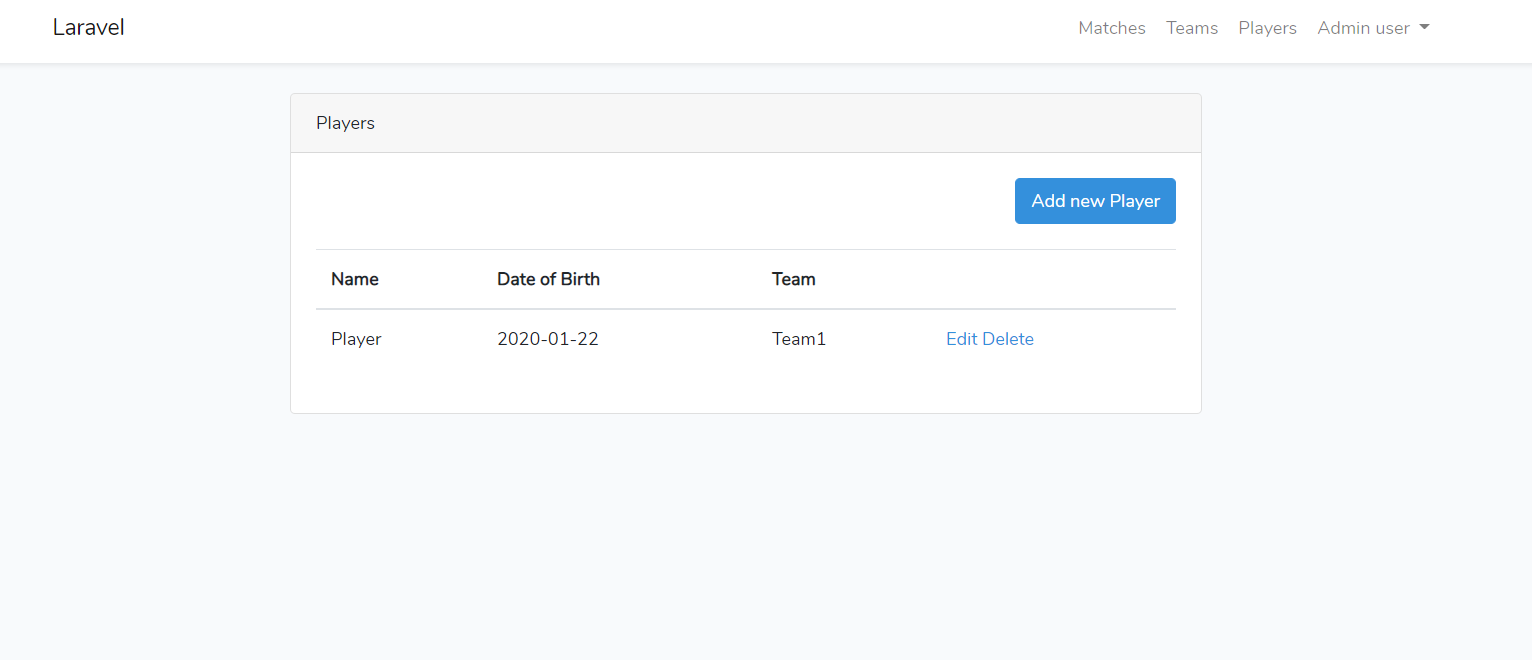 Laravel Matches Teams Players Admin user
Players
Add new Player
Name Date of Birth Team
Player 2020-01-22 Team1 Edit Delete